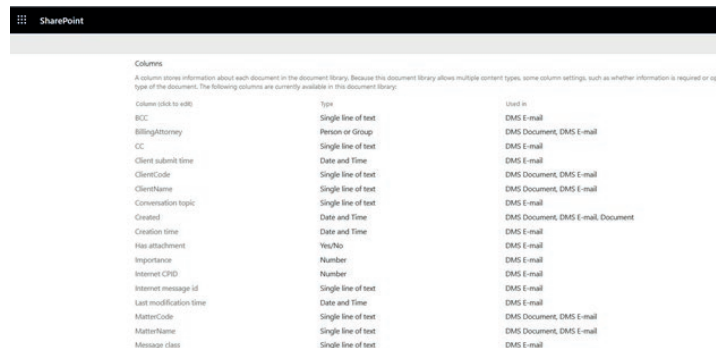 SharePoint
Columns
A column stores information about each document in the document library. Because this document library allows multiple content types, some column settings, such as whether information is required or
type of the document. The following columns are currently available in this document library:
Column (click to edit) Type Used in
BCC Single line of text DMS E-mail
BillingAttorney Person or Group DMS Document, DMS E-mail
CC Single line of text DMS E-mail
Client submit time Date and Time DMS E-mail
ClientCode Single line of text DMS Document, DMS E-mail
ClientName Single line of text DMS Document, DMS E-mail
Conversation topic Single line of text DMS E-mail
Created Date and Time DMS Document, DMS E-mail, Document
Creation time Date and Time DMS E-mail
Has attachment Yes/No DMS E-mail
Importance Number DMS E-mail
Internet CPID Number DMS E-mail
Internet message id Single line of text DMS E-mail
Last modification time Date and Time DMS E-mail
MatterCode Single line of text DMS Document, DMS E-mail
MatterName Single line of text DMS Document, DMS E-mail
Message class Single line of text DMS E-mail